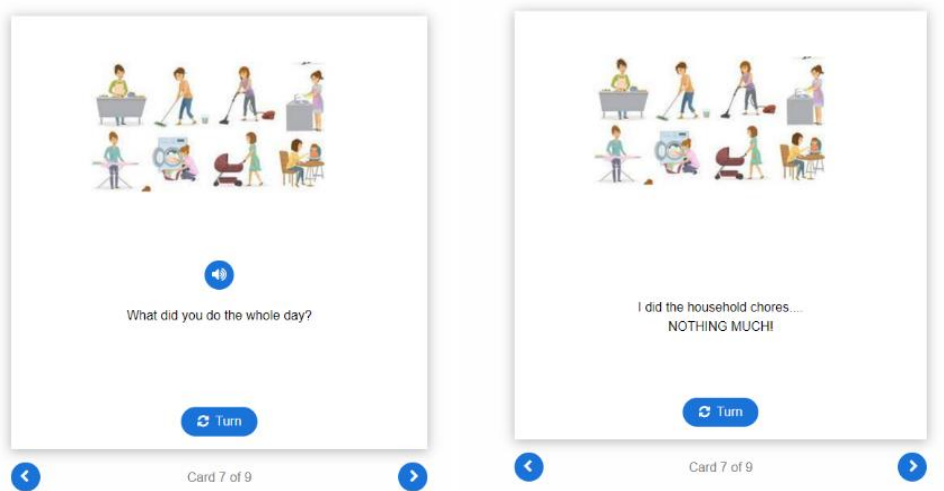 What did you do the whole day?
Turn
Card 7 of 9
I did the household chores....
NOTHING MUCH!
Turn
Card 7 of 9